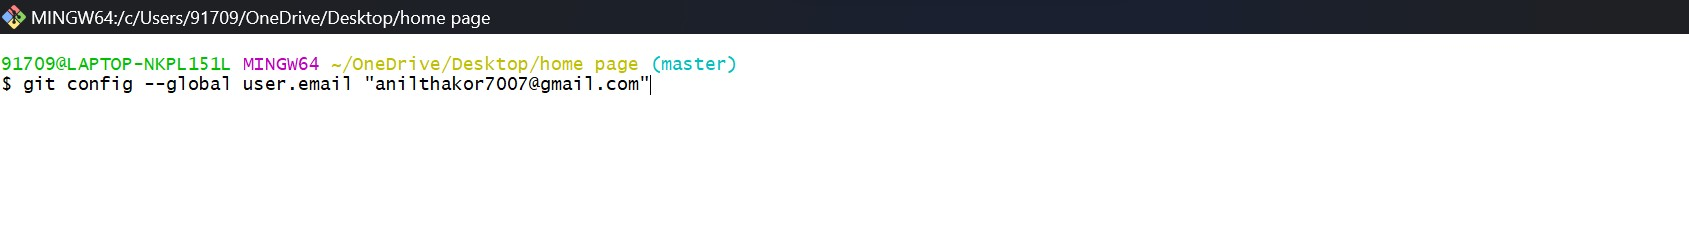 MINGW64:/c/Users/91709/OneDrive/Desktop/home page
91709@LAPTOP-NKPL151L MINGW64 ~/OneDrive/Desktop/home page (master)
$ git config --global user.email "anilthakor7007@gmail.com"